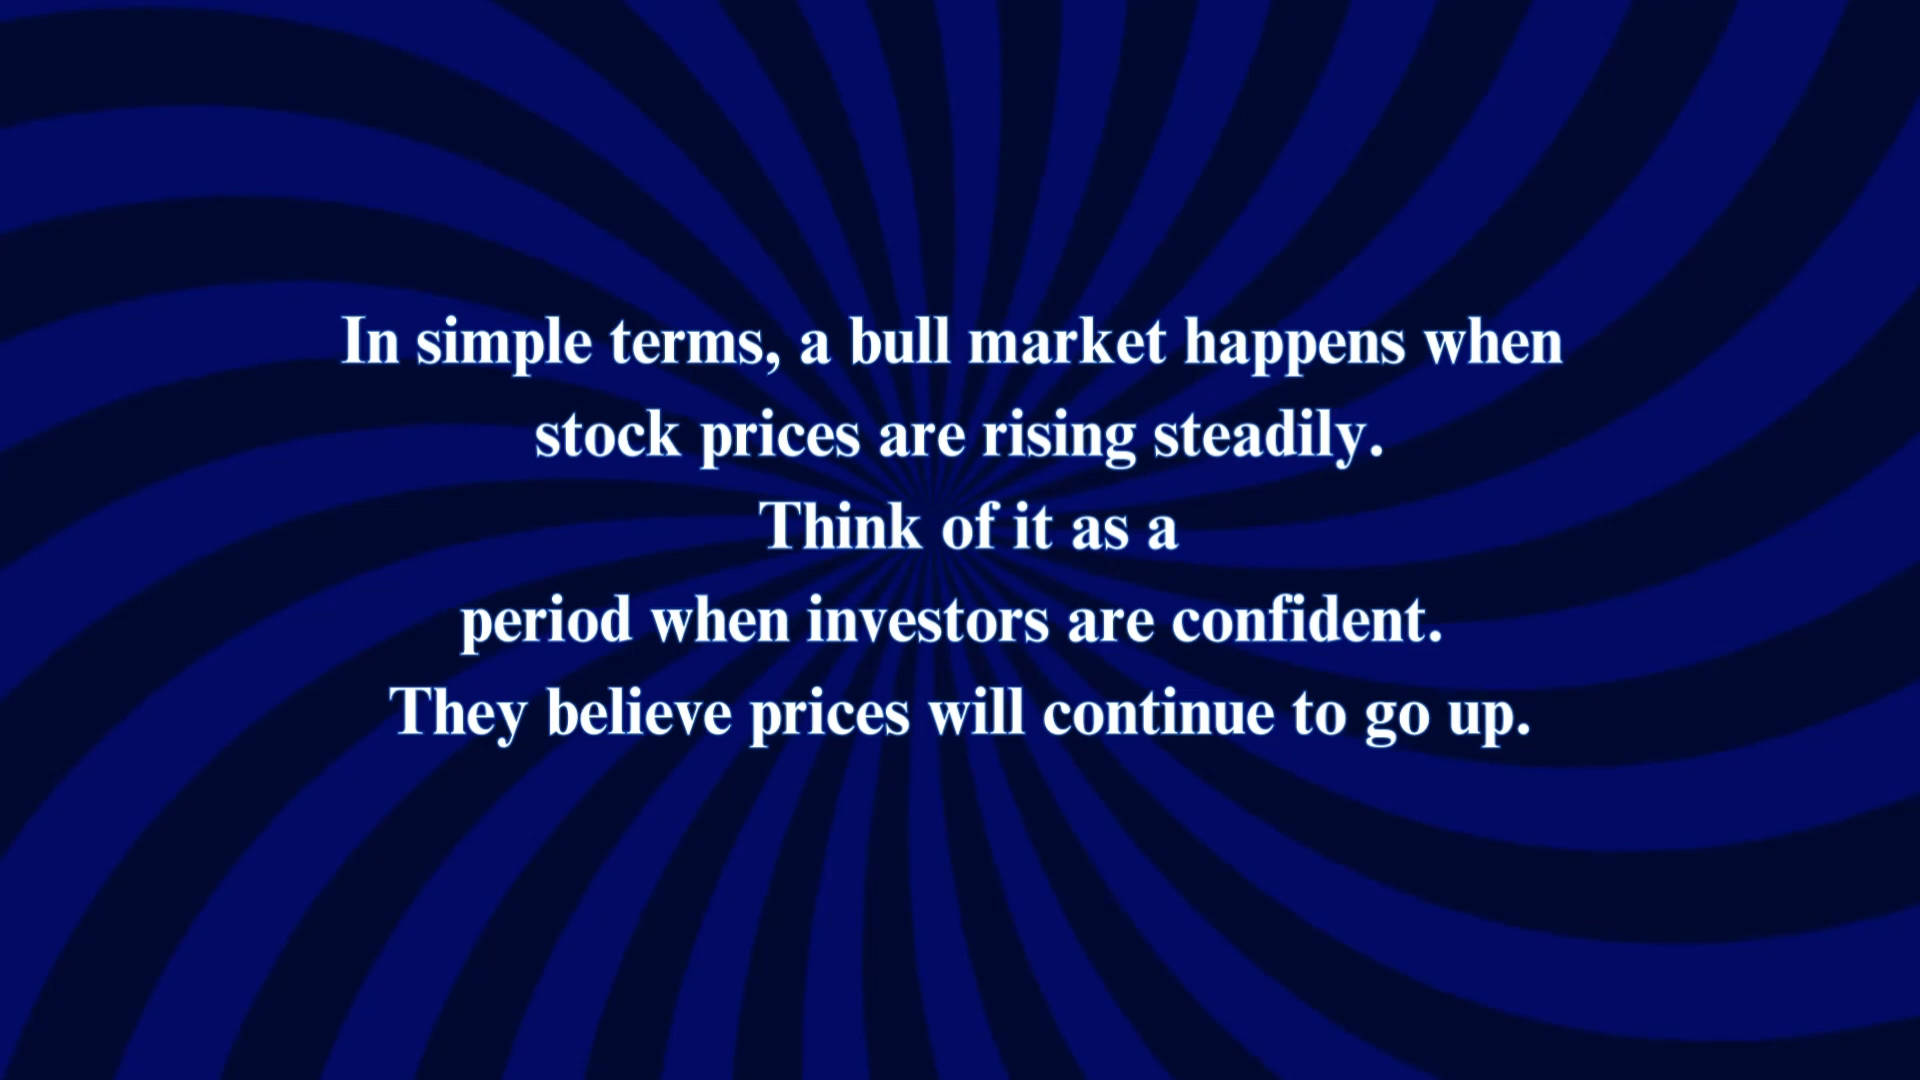 In simple terms, a bull market happens when
stock prices are rising steadily.
Think of it as a
period when investors are confident.
They believe prices will continue to go up.